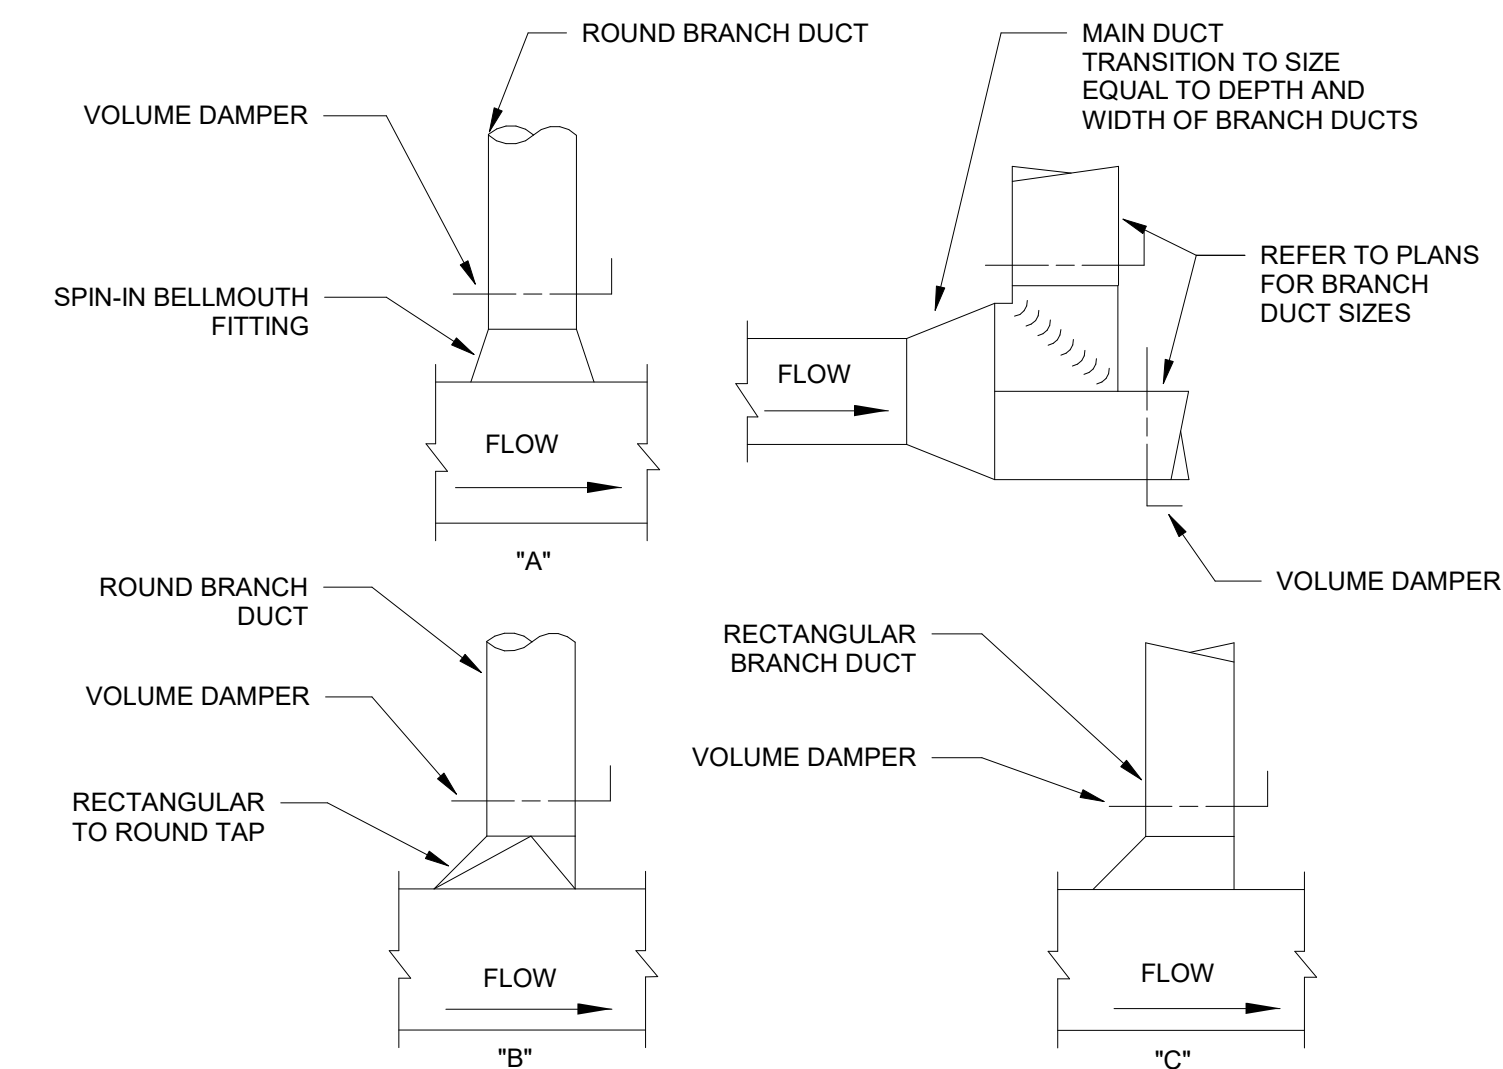 ROUND BRANCH DUCT
VOLUME DAMPER
SPIN-IN BELLMOUTH
FITTING
FLOW
"A"
MAIN DUCT
TRANSITION TO SIZE
EQUAL TO DEPTH AND
WIDTH OF BRANCH DUCTS
REFER TO PLANS
FOR BRANCH
DUCT SIZES
FLOW
VOLUME DAMPER
ROUND BRANCH
DUCT
VOLUME DAMPER
RECTANGULAR
TO ROUND TAP
FLOW
"B"
RECTANGULAR
BRANCH DUCT
VOLUME DAMPER
FLOW
"C"